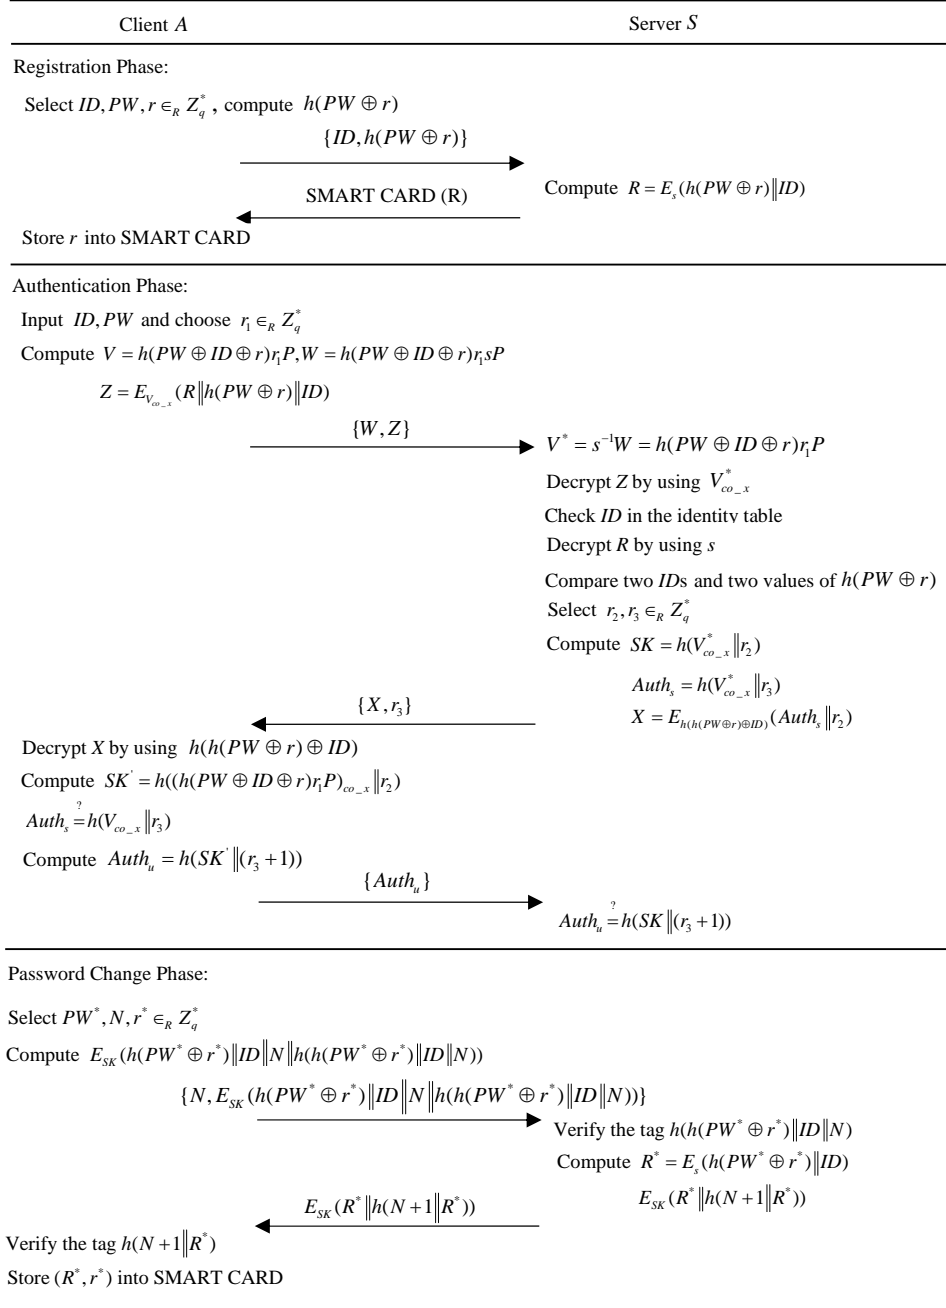 Client A Server S
Registration Phase:
Select ID, PW, r ∈_R Z_q^*, compute h(PW ⊕ r)
{ID, h(PW ⊕ r)}
Compute R = E_s(h(PW ⊕ r)‖ID)
SMART CARD (R)
Store r into SMART CARD
Authentication Phase:
Input ID, PW and choose r_1 ∈_R Z_q^*
Compute V = h(PW ⊕ ID ⊕ r)r_1P, W = h(PW ⊕ ID ⊕ r)r_1sP
Z = E_{V_{co_x}}(R‖h(PW ⊕ r)‖ID)
{W, Z}
V^* = s^{-1}W = h(PW ⊕ ID ⊕ r)r_1P
Decrypt Z by using V^*_{co_x}
Check ID in the identity table
Decrypt R by using s
Compare two IDs and two values of h(PW ⊕ r)
Select r_2, r_3 ∈_R Z_q^*
Compute SK = h(V^*_{co_x}‖r_2)
Auth_s = h(V^*_{co_x}‖r_3)
X = E_{h(h(PW⊕r)⊕ID)}(Auth_s‖r_2)
{X, r_3}
Decrypt X by using h(h(PW ⊕ r) ⊕ ID)
Compute SK' = h((h(PW ⊕ ID ⊕ r)r_1P)_{co_x}‖r_2)
Auth_s =? h(V_{co_x}‖r_3)
Compute Auth_u = h(SK'‖(r_3 + 1))
{Auth_u}
Auth_u =? h(SK‖(r_3 + 1))
Password Change Phase:
Select PW^*, N, r^* ∈_R Z_q^*
Compute E_{SK}(h(PW^* ⊕ r^*)‖ID‖N‖h(h(PW^* ⊕ r^*)‖ID‖N))
{N, E_{SK}(h(PW^* ⊕ r^*)‖ID‖N‖h(h(PW^* ⊕ r^*)‖ID‖N))}
Verify the tag h(h(PW^* ⊕ r^*)‖ID‖N)
Compute R^* = E_s(h(PW^* ⊕ r^*)‖ID)
E_{SK}(R^*‖h(N + 1‖R^*))
E_{SK}(R^*‖h(N + 1‖R^*))
Verify the tag h(N + 1‖R^*)
Store (R^*, r^*) into SMART CARD